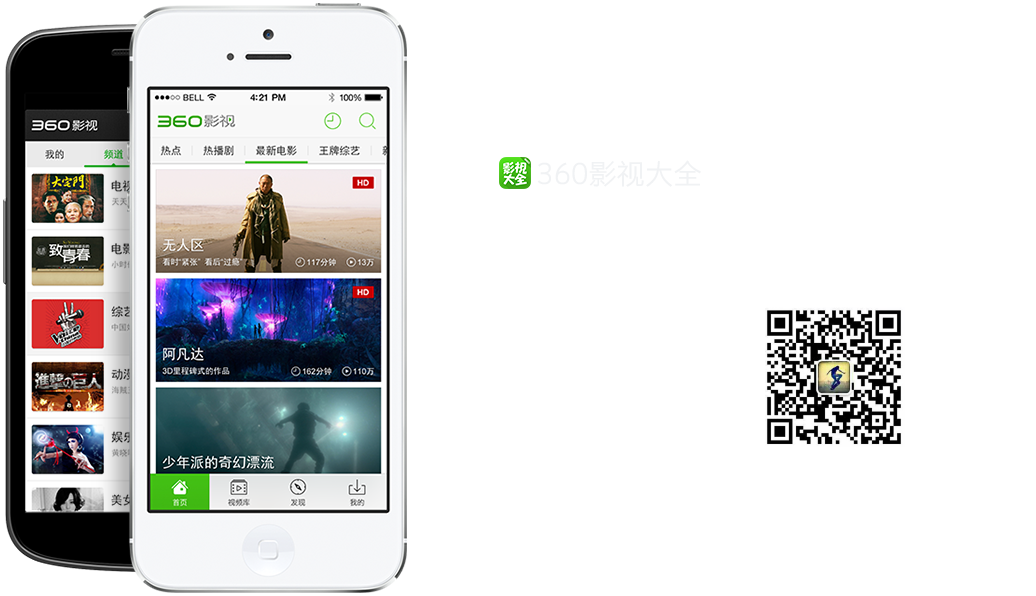 360影视
我的 频道
大宅門
电视
天天
致青春
电影
小时
综艺
中国
進撃の巨人
动漫
海贼
娱乐
黄晓
美女
BELL 4:21 PM 100%
360影视
热点 热播剧 最新电影 王牌综艺
HD
无人区
看时"紧张" 看后"过瘾" 117分钟 13万
HD
阿凡达
3D里程碑式的作品 162分钟 110万
少年派的奇幻漂流
首页 视频库 发现 我的
影视大全
360影视大全